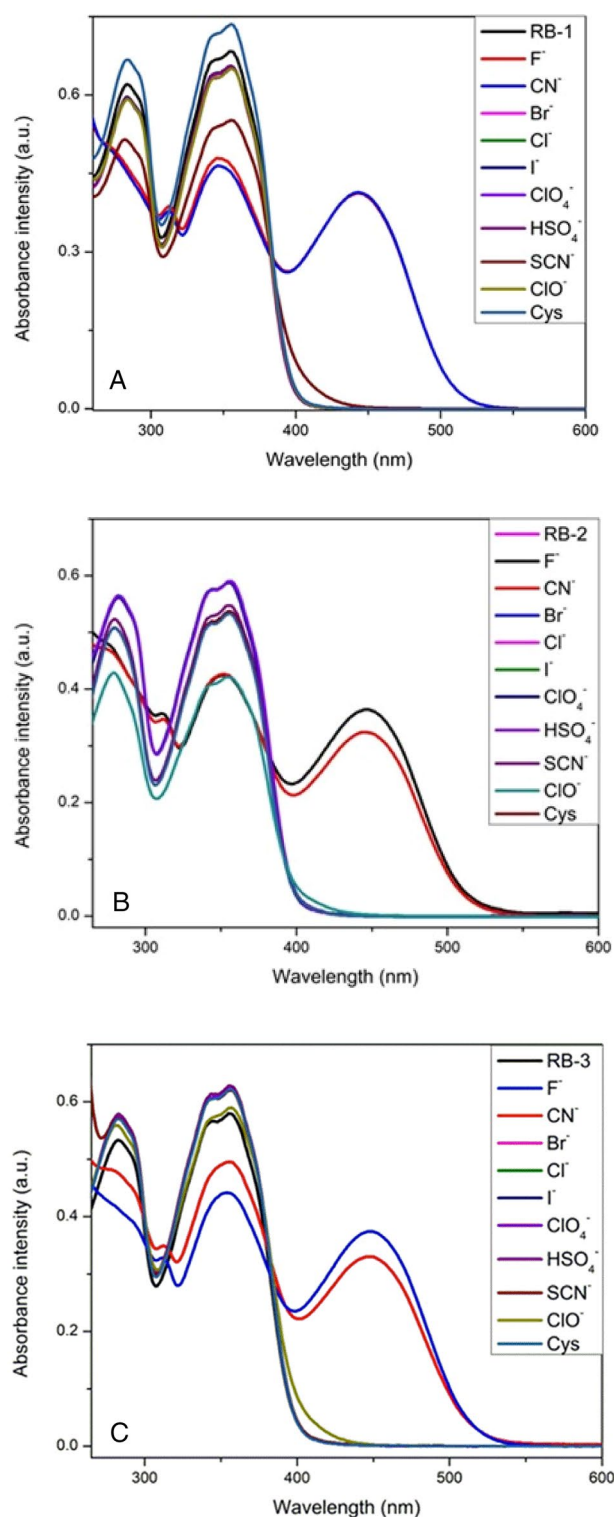 Absorbance intensity (a.u.)
0.6
0.3
0.0
RB-1
F⁻
CN⁻
Br⁻
Cl⁻
I⁻
ClO₄⁻
HSO₄⁻
SCN⁻
ClO⁻
Cys
A
300 400 500 600
Wavelength (nm)
Absorbance intensity (a.u.)
0.6
0.4
0.2
0.0
RB-2
F⁻
CN⁻
Br⁻
Cl⁻
I⁻
ClO₄⁻
HSO₄⁻
SCN⁻
ClO⁻
Cys
B
300 400 500 600
Wavelength (nm)
Absorbance intensity (a.u.)
0.6
0.4
0.2
0.0
RB-3
F⁻
CN⁻
Br⁻
Cl⁻
I⁻
ClO₄⁻
HSO₄⁻
SCN⁻
ClO⁻
Cys
C
300 400 500 600
Wavelength (nm)